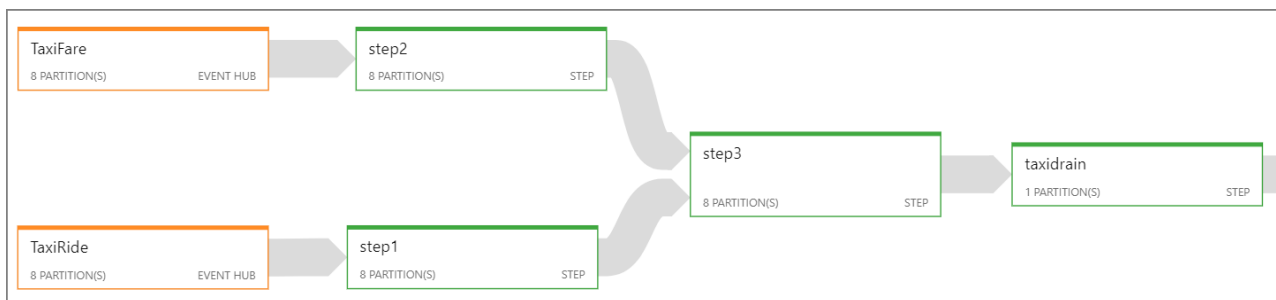 TaxiFare
8 PARTITION(S) EVENT HUB
step2
8 PARTITION(S) STEP
step3
8 PARTITION(S) STEP
taxidrain
1 PARTITION(S) STEP
TaxiRide
8 PARTITION(S) EVENT HUB
step1
8 PARTITION(S) STEP